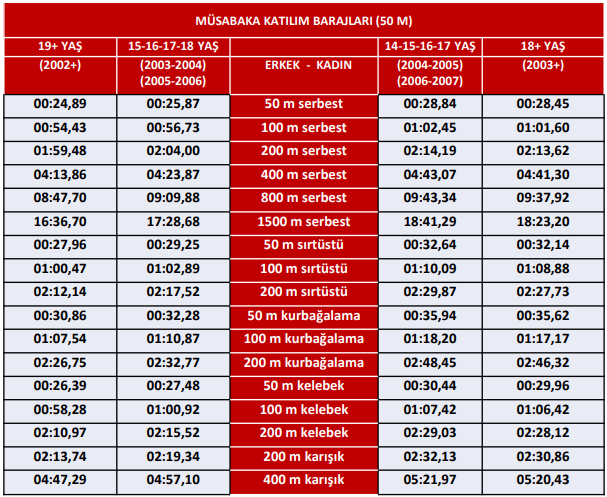 MÜSABAKA KATILIM BARAJLARI (50 M)
19+ YAŞ 15-16-17-18 YAŞ 14-15-16-17 YAŞ 18+ YAŞ
(2002+) (2003-2004) ERKEK - KADIN (2004-2005) (2003+)
(2005-2006) (2006-2007)
00:24,89 00:25,87 50 m serbest 00:28,84 00:28,45
00:54,43 00:56,73 100 m serbest 01:02,45 01:01,60
01:59,48 02:04,00 200 m serbest 02:14,19 02:13,62
04:13,86 04:23,87 400 m serbest 04:43,07 04:41,30
08:47,70 09:09,88 800 m serbest 09:43,34 09:37,92
16:36,70 17:28,68 1500 m serbest 18:41,29 18:23,20
00:27,96 00:29,25 50 m sırtüstü 00:32,64 00:32,14
01:00,47 01:02,89 100 m sırtüstü 01:10,09 01:08,88
02:12,14 02:17,52 200 m sırtüstü 02:29,87 02:27,73
00:30,86 00:32,28 50 m kurbağalama 00:35,94 00:35,62
01:07,54 01:10,87 100 m kurbağalama 01:18,20 01:17,17
02:26,75 02:32,77 200 m kurbağalama 02:48,45 02:46,32
00:26,39 00:27,48 50 m kelebek 00:30,44 00:29,96
00:58,28 01:00,92 100 m kelebek 01:07,42 01:06,42
02:10,97 02:15,52 200 m kelebek 02:29,03 02:28,12
02:13,74 02:19,34 200 m karışık 02:32,13 02:30,86
04:47,29 04:57,10 400 m karışık 05:21,97 05:20,43